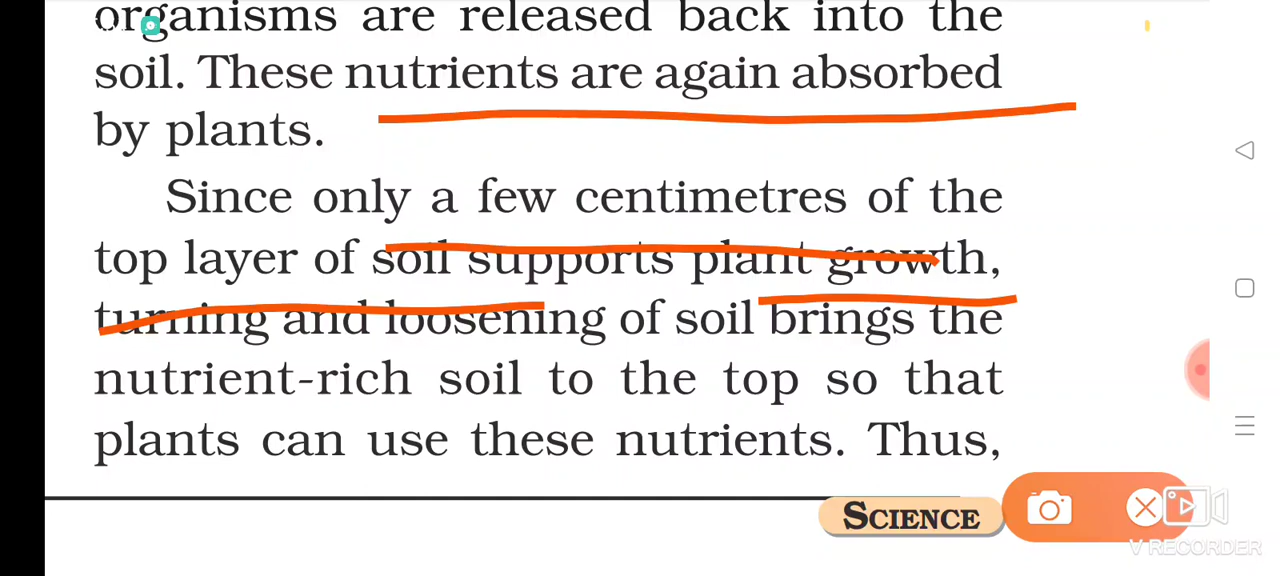 organisms are released back into the
soil. These nutrients are again absorbed
by plants.
Since only a few centimetres of the
top layer of soil supports plant growth,
turning and loosening of soil brings the
nutrient-rich soil to the top so that
plants can use these nutrients. Thus,
SCIENCE
V RECORDER